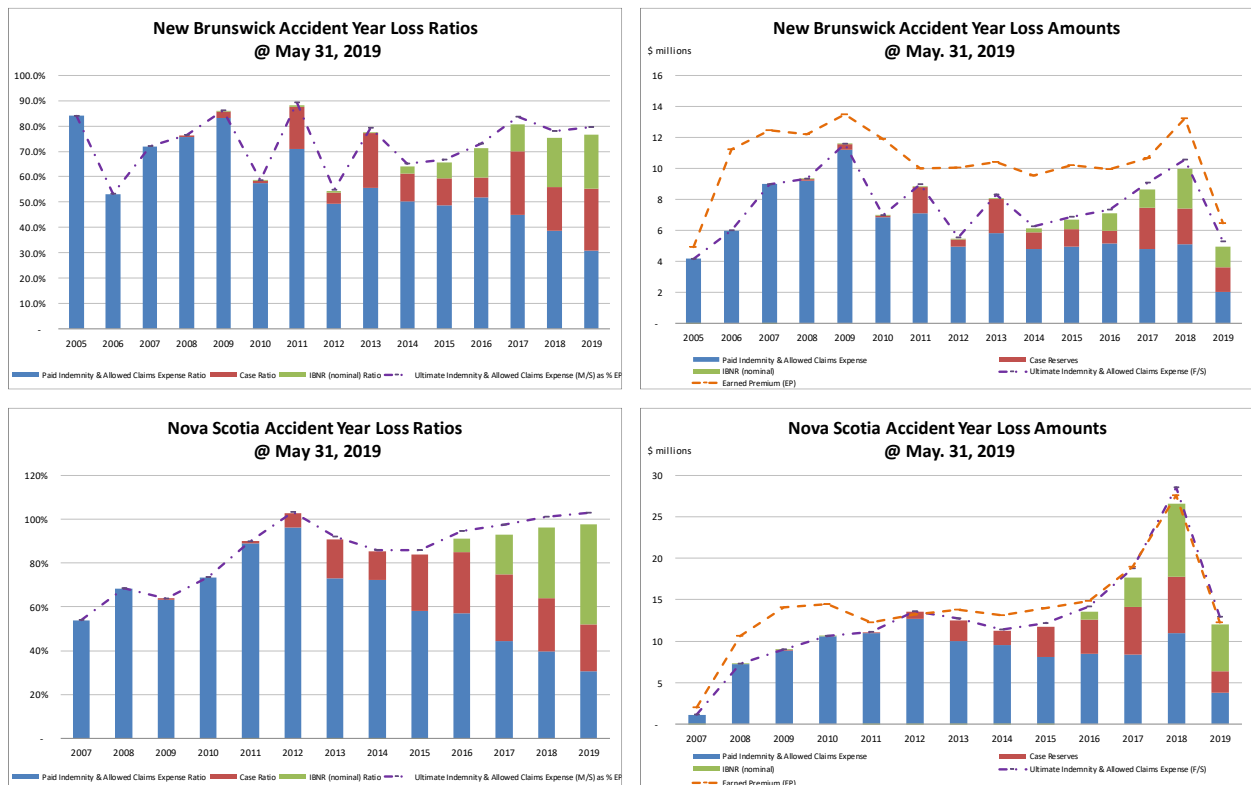 New Brunswick Accident Year Loss Ratios
@ May 31, 2019
100.0%
90.0%
80.0%
70.0%
60.0%
50.0%
40.0%
30.0%
20.0%
10.0%
-
2005 2006 2007 2008 2009 2010 2011 2012 2013 2014 2015 2016 2017 2018 2019
Paid Indemnity & Allowed Claims Expense Ratio Case Ratio IBNR (nominal) Ratio Ultimate Indemnity & Allowed Claims Expense (M/S) as % EP
New Brunswick Accident Year Loss Amounts
@ May. 31, 2019
$ millions
16
14
12
10
8
6
4
2
-
2005 2006 2007 2008 2009 2010 2011 2012 2013 2014 2015 2016 2017 2018 2019
Paid Indemnity & Allowed Claims Expense Case Reserves
IBNR (nominal) Ultimate Indemnity & Allowed Claims Expense (F/S)
Earned Premium (EP)
Nova Scotia Accident Year Loss Ratios
@ May 31, 2019
120%
100%
80%
60%
40%
20%
-
2007 2008 2009 2010 2011 2012 2013 2014 2015 2016 2017 2018 2019
Paid Indemnity & Allowed Claims Expense Ratio Case Ratio IBNR (nominal) Ratio Ultimate Indemnity & Allowed Claims Expense (M/S) as % EP
Nova Scotia Accident Year Loss Amounts
@ May. 31, 2019
$ millions
30
25
20
15
10
5
-
2007 2008 2009 2010 2011 2012 2013 2014 2015 2016 2017 2018 2019
Paid Indemnity & Allowed Claims Expense Case Reserves
IBNR (nominal) Ultimate Indemnity & Allowed Claims Expense (F/S)
Earned Premium (EP)